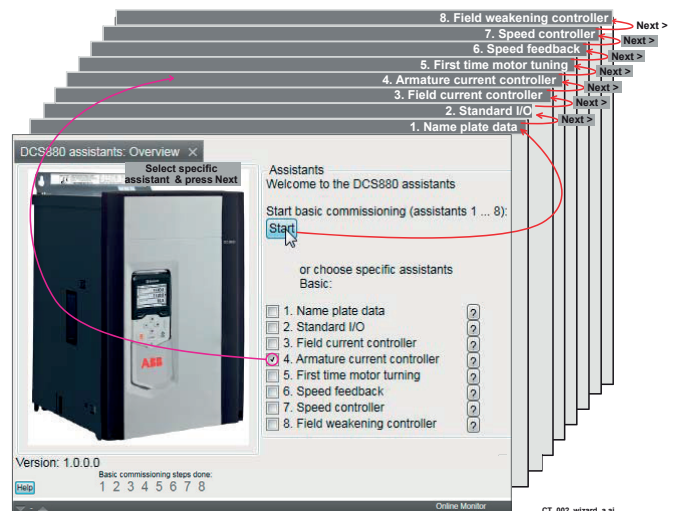 8. Field weakening controller
Next >
7. Speed controller
Next >
6. Speed feedback
Next >
5. First time motor tuning
Next >
4. Armature current controller
Next >
3. Field current controller
Next >
2. Standard I/O
Next >
1. Name plate data
DCS880 assistants: Overview ×
Select specific
assistant & press Next
Assistants
Welcome to the DCS880 assistants
Start basic commissioning (assistants 1 ... 8):
Start
or choose specific assistants
Basic:
1. Name plate data ?
2. Standard I/O ?
3. Field current controller ?
4. Armature current controller ?
5. First time motor turning ?
6. Speed feedback ?
7. Speed controller ?
8. Field weakening controller ?
ABB
Version: 1.0.0.0
Basic commissioning steps done:
Help
1 2 3 4 5 6 7 8
Online Monitor